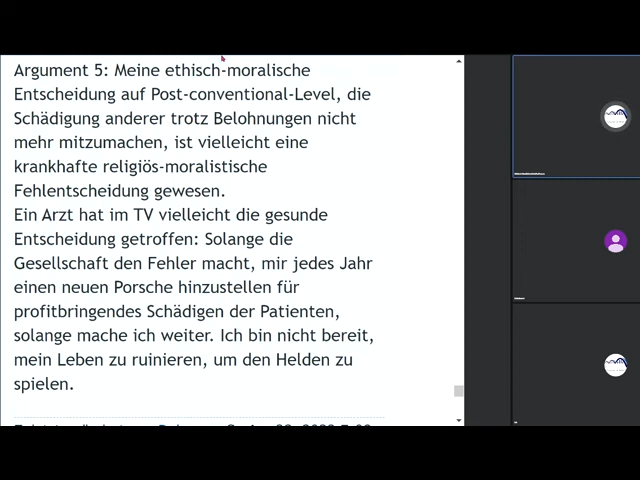 Argument 5: Meine ethisch-moralische
Entscheidung auf Post-conventional-Level, die
Schädigung anderer trotz Belohnungen nicht
mehr mitzumachen, ist vielleicht eine
krankhafte religiös-moralistische
Fehlentscheidung gewesen.
Ein Arzt hat im TV vielleicht die gesunde
Entscheidung getroffen: Solange die
Gesellschaft den Fehler macht, mir jedes Jahr
einen neuen Porsche hinzustellen für
profitbringendes Schädigen der Patienten,
solange mache ich weiter. Ich bin nicht bereit,
mein Leben zu ruinieren, um den Helden zu
spielen.